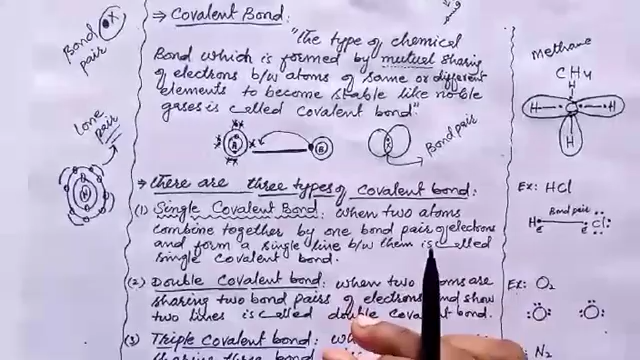 ⇒ Covalent Bond:
"The type of chemical
Bond which is formed by mutual sharing
of electrons b/w atoms of same or different
elements to become stable like noble
gases is called covalent bond".
Bond pair
⇒ There are three types of covalent bond:
(1) Single Covalent Bond: when two atoms
combine together by one bond pair of electrons
and form a single line b/w them is called
single covalent bond.
(2) Double covalent bond: when two atoms are
sharing two bond pairs of electrons and show
two lines is called double covalent bond.
(3) Triple covalent bond:
sharing three bond
Bond
pair
lone
pair
methane
CH4
H
H C H
H
Ex: HCl
Bond pair
H Cl
Ex: O2
O O
Ex: N2